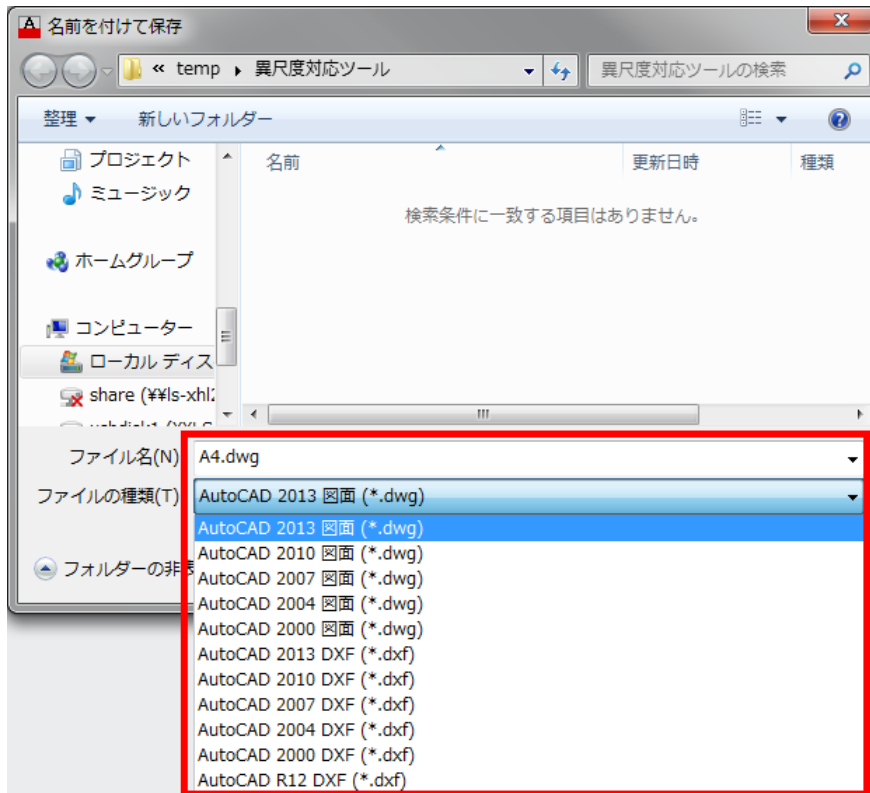 名前を付けて保存
« temp ▸ 異尺度対応ツール
異尺度対応ツールの検索
整理 ▼ 新しいフォルダー
プロジェクト
ミュージック
ホームグループ
コンピューター
ローカル ディス
share (¥¥ls-xhl
名前 更新日時 種類
検索条件に一致する項目はありません。
ファイル名(N) A4.dwg
ファイルの種類(T) AutoCAD 2013 図面 (*.dwg)
AutoCAD 2013 図面 (*.dwg)
AutoCAD 2010 図面 (*.dwg)
AutoCAD 2007 図面 (*.dwg)
AutoCAD 2004 図面 (*.dwg)
AutoCAD 2000 図面 (*.dwg)
AutoCAD 2013 DXF (*.dxf)
AutoCAD 2010 DXF (*.dxf)
AutoCAD 2007 DXF (*.dxf)
AutoCAD 2004 DXF (*.dxf)
AutoCAD 2000 DXF (*.dxf)
AutoCAD R12 DXF (*.dxf)
フォルダーの非表